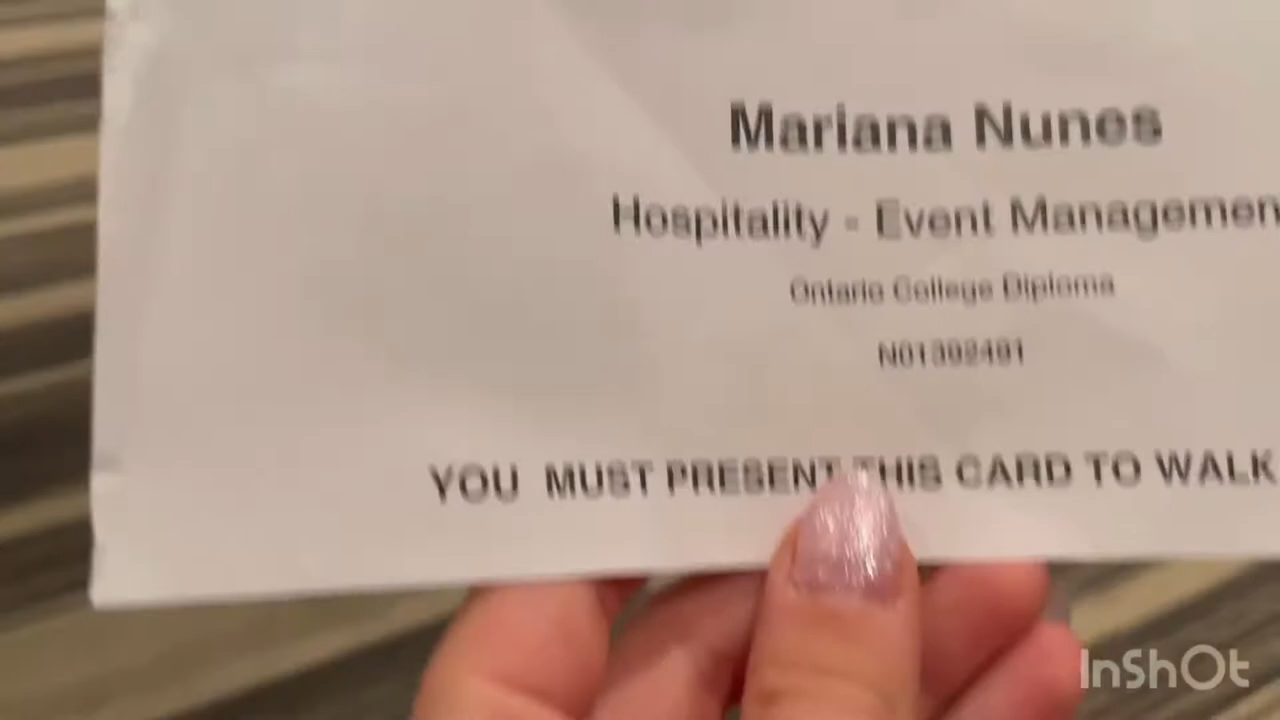 Mariana Nunes
Hospitality - Event Managemen
Ontario College Diploma
N01392491
YOU MUST PRESENT THIS CARD TO WALK
InShOt